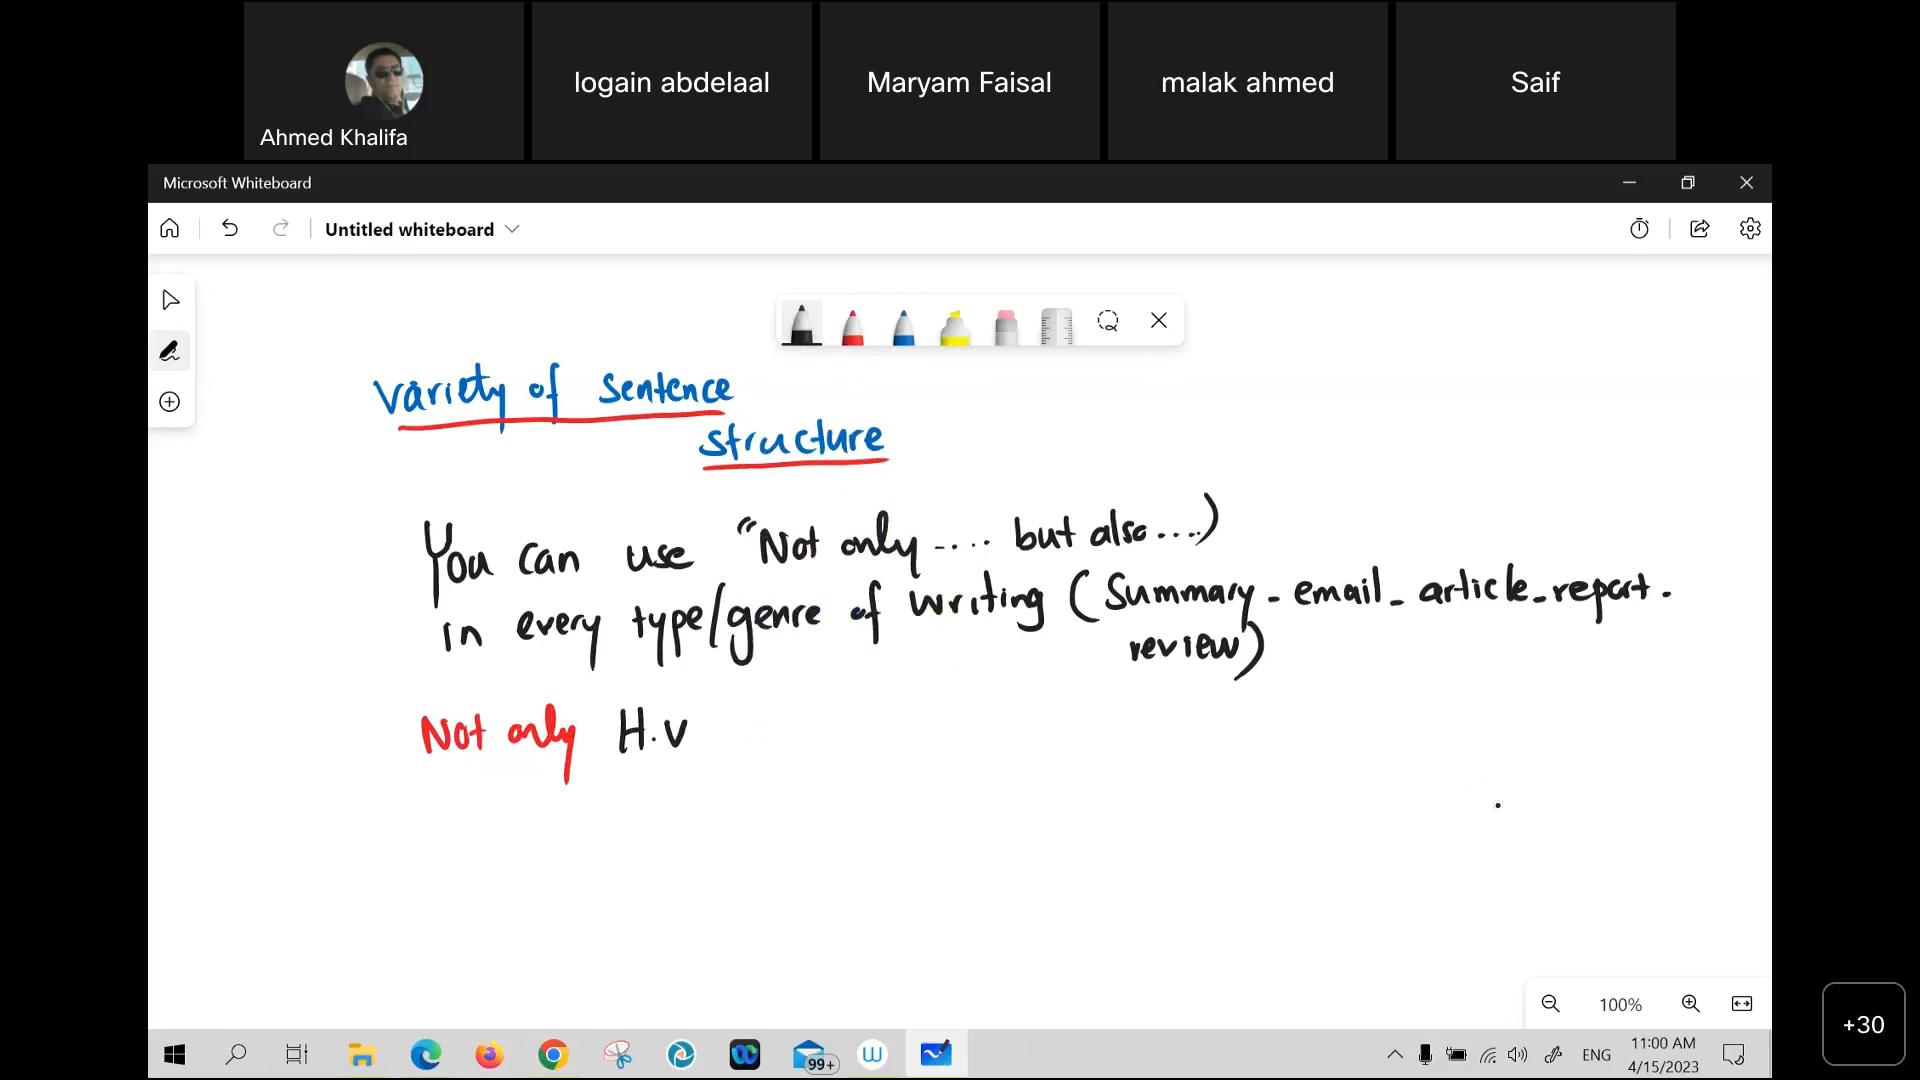 logain abdelaal
Maryam Faisal
malak ahmed
Saif
Ahmed Khalifa
Microsoft Whiteboard
Untitled whiteboard
Variety of sentence
structure
You can use "Not only .... but also ....)
in every type/genre of writing (Summary - email - article - report -
review)
Not only H.V
100%
+30
99+
ENG
11:00 AM
4/15/2023